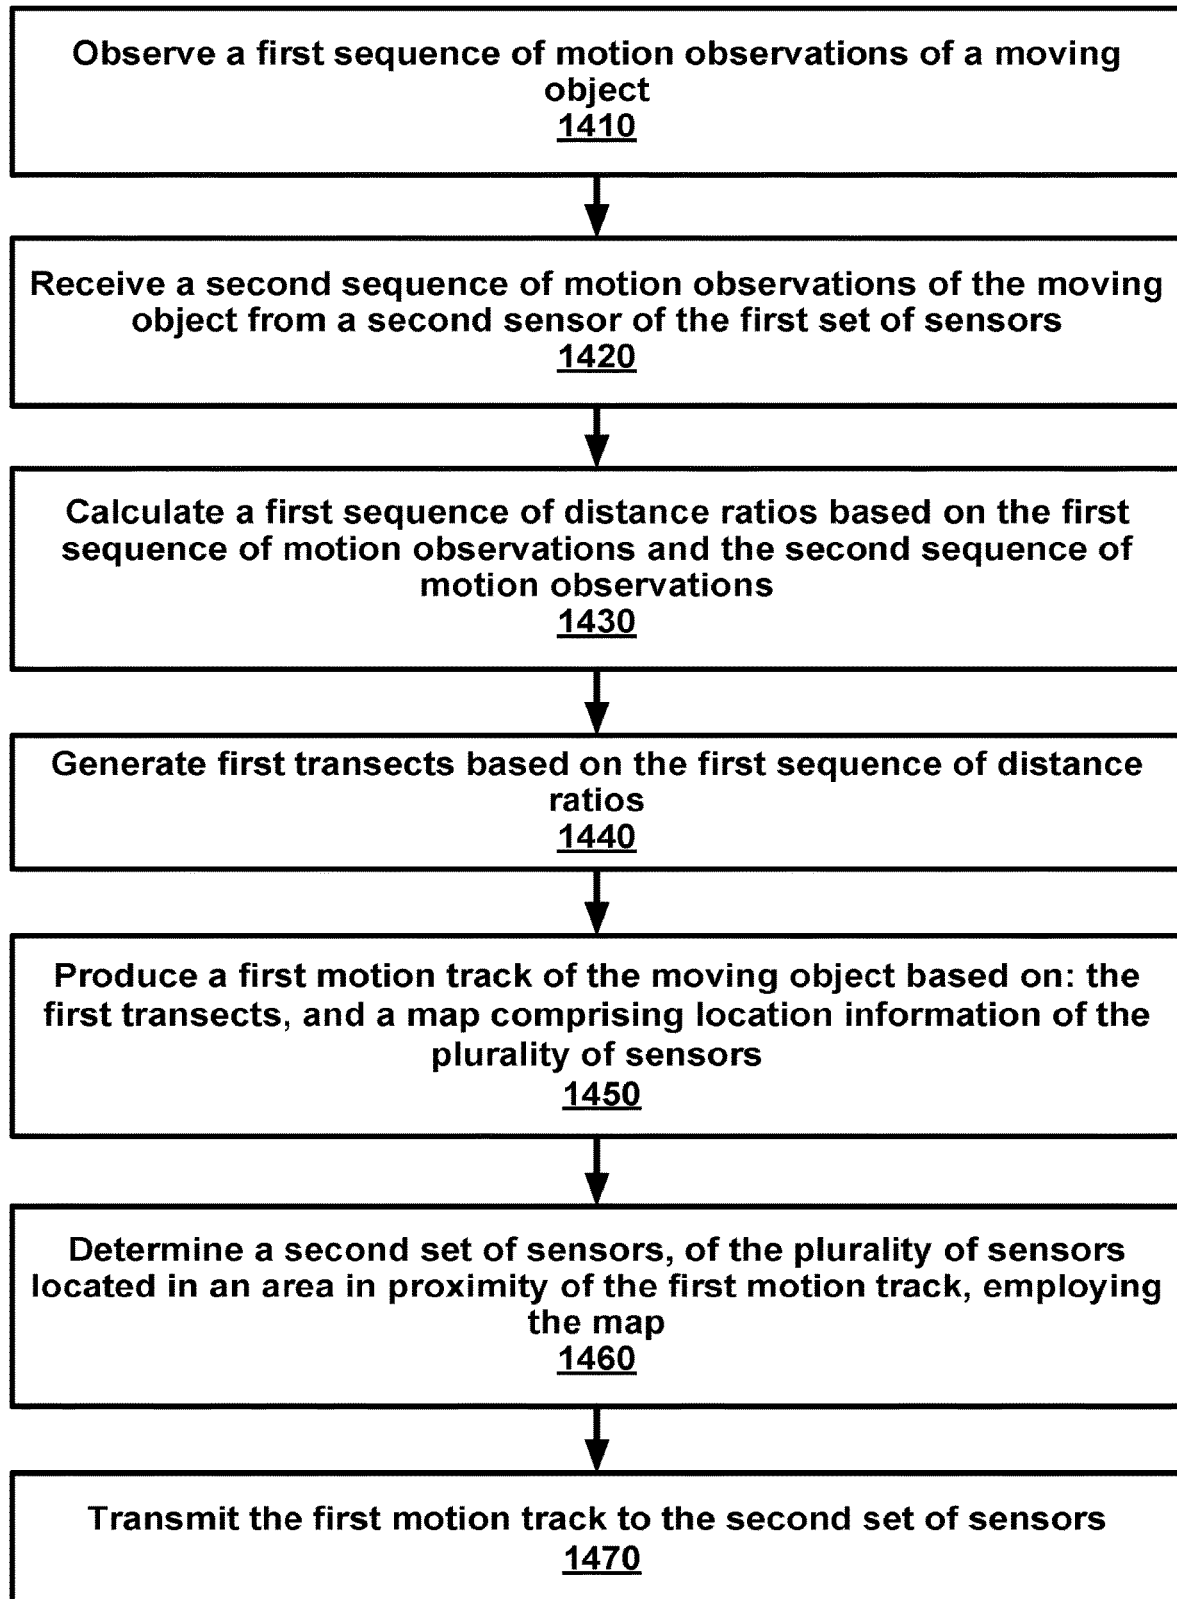 Observe a first sequence of motion observations of a moving
object
1410
Receive a second sequence of motion observations of the moving
object from a second sensor of the first set of sensors
1420
Calculate a first sequence of distance ratios based on the first
sequence of motion observations and the second sequence of
motion observations
1430
Generate first transects based on the first sequence of distance
ratios
1440
Produce a first motion track of the moving object based on: the
first transects, and a map comprising location information of the
plurality of sensors
1450
Determine a second set of sensors, of the plurality of sensors
located in an area in proximity of the first motion track, employing
the map
1460
Transmit the first motion track to the second set of sensors
1470